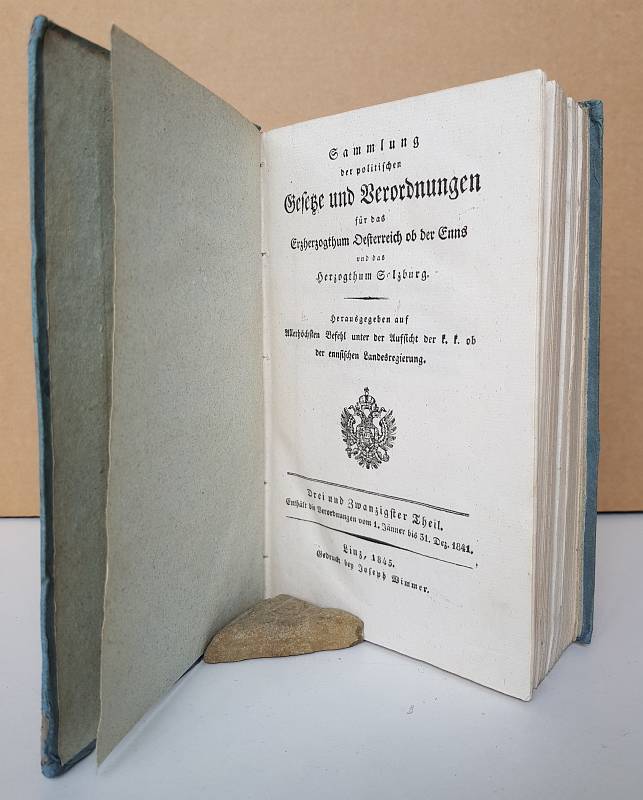 Sammlung
der politischen
Gesetze und Verordnungen
für das
Erzherzogthum Oesterreich ob der Enns
und das
Herzogthum Salzburg.
Herausgegeben auf
Allerhöchsten Befehl unter der Aufsicht der k. k. ob
der ennsischen Landesregierung.
Drei und Zwanzigster Theil.
Enthält die Verordnungen vom 1. Jänner bis 31. Dez. 1841.
Linz, 1845.
Gedruckt bey Joseph Wimmer.